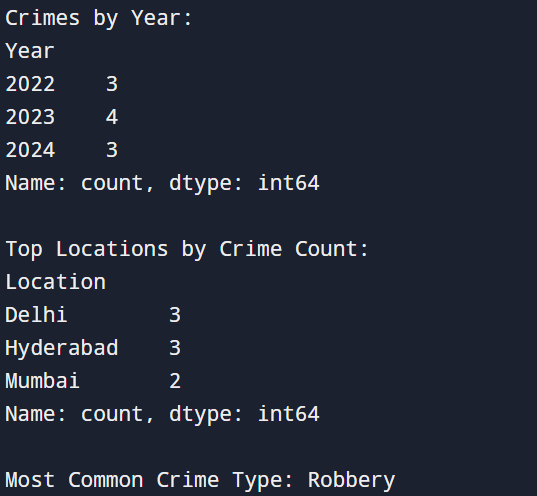 Crimes by Year:
Year
2022    3
2023    4
2024    3
Name: count, dtype: int64

Top Locations by Crime Count:
Location
Delhi        3
Hyderabad    3
Mumbai       2
Name: count, dtype: int64

Most Common Crime Type: Robbery